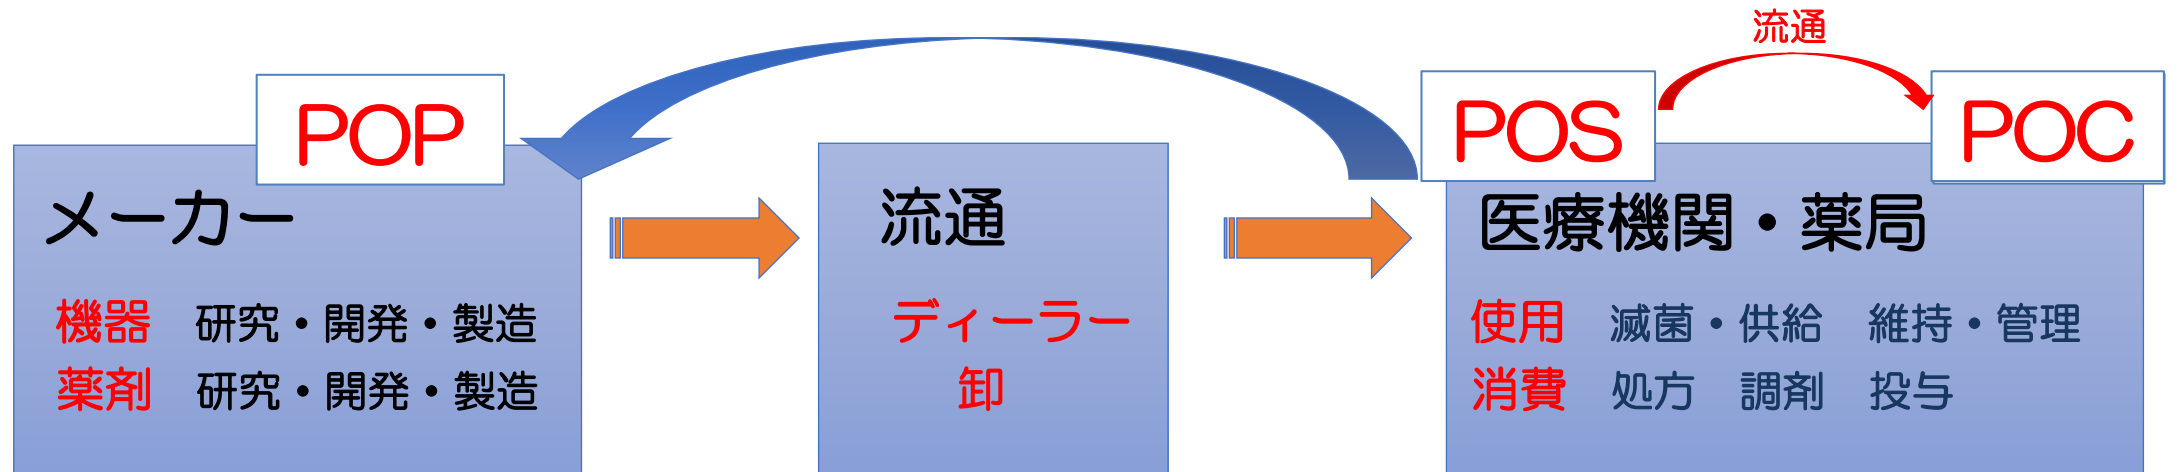 流通
POP
POS
POC
メーカー
機器 研究・開発・製造
薬剤 研究・開発・製造
流通
ディーラー
卸
医療機関・薬局
使用 滅菌・供給 維持・管理
消費 処方 調剤 投与